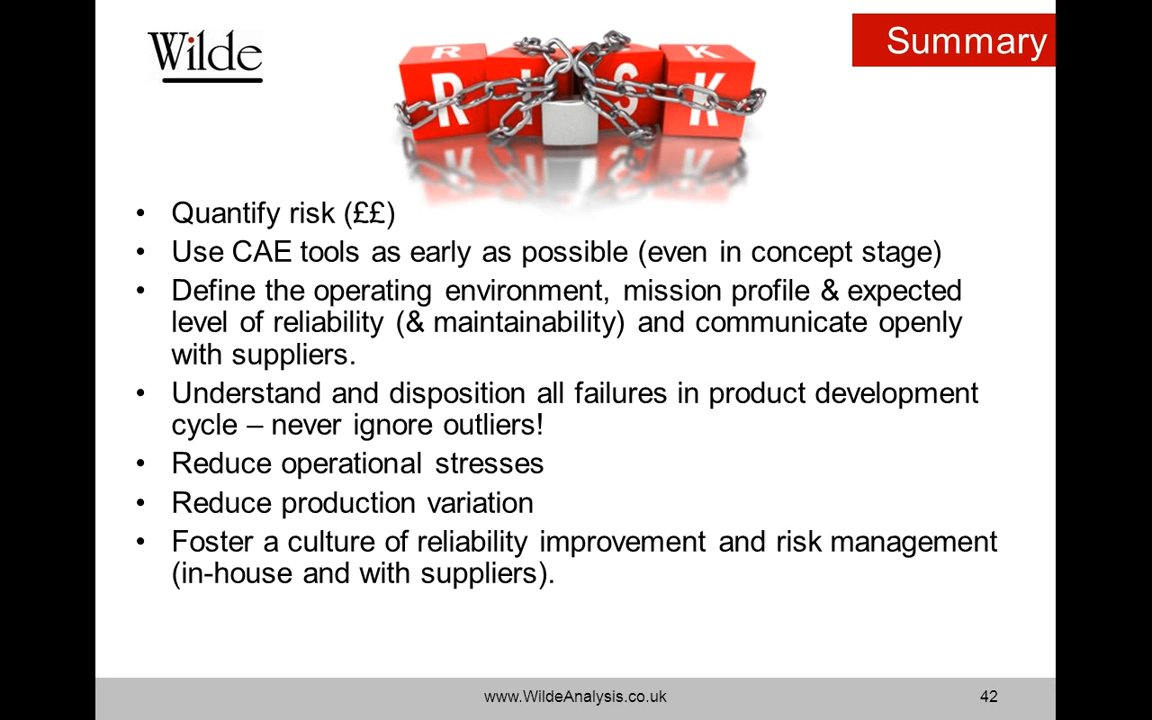 Wilde
Summary
R I S K
R S K
• Quantify risk (££)
• Use CAE tools as early as possible (even in concept stage)
• Define the operating environment, mission profile & expected
level of reliability (& maintainability) and communicate openly
with suppliers.
• Understand and disposition all failures in product development
cycle – never ignore outliers!
• Reduce operational stresses
• Reduce production variation
• Foster a culture of reliability improvement and risk management
(in-house and with suppliers).
www.WildeAnalysis.co.uk
42